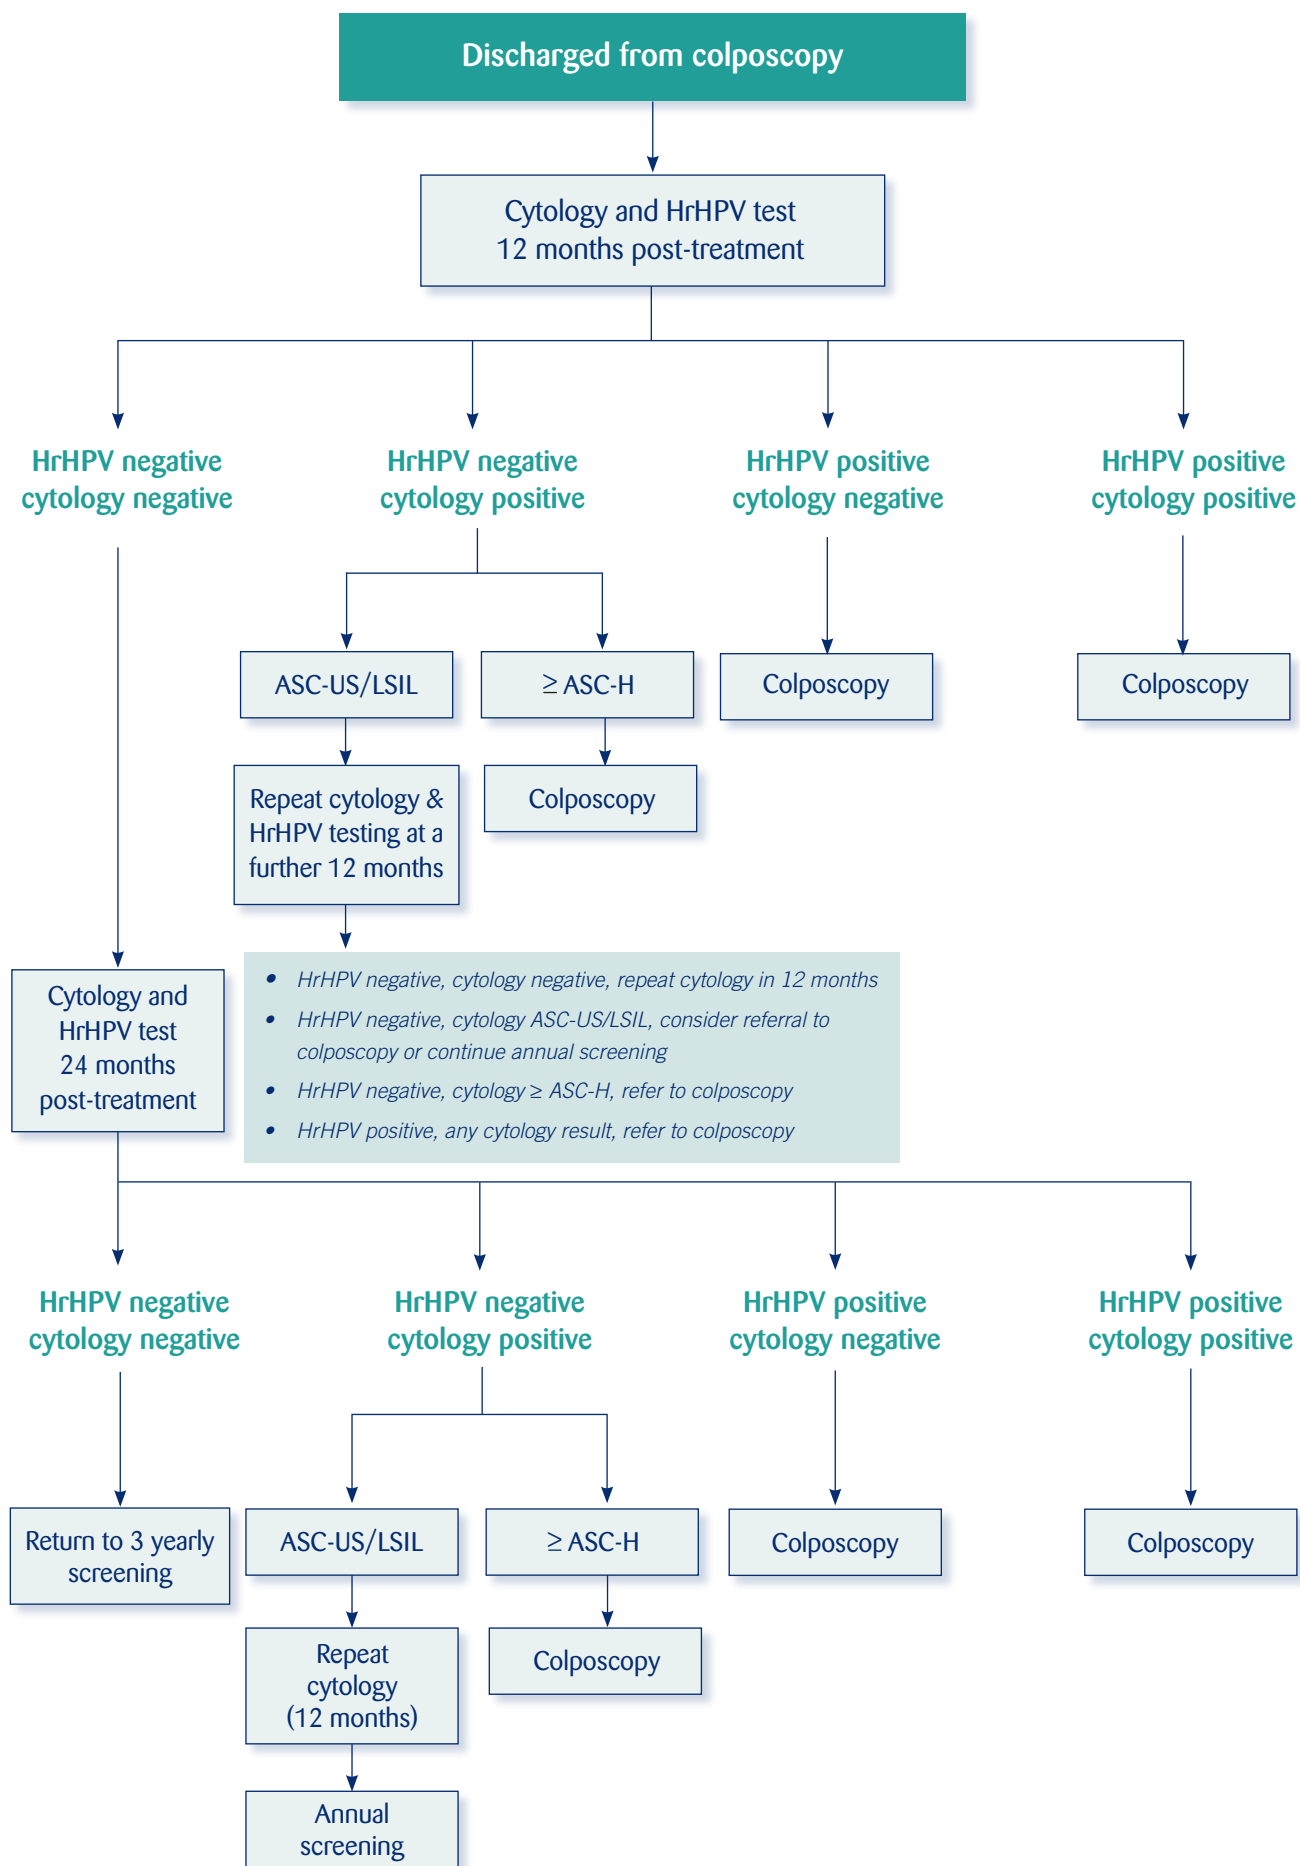 Discharged from colposcopy
Cytology and HrHPV test
12 months post-treatment
HrHPV negative
cytology negative
HrHPV negative
cytology positive
HrHPV positive
cytology negative
HrHPV positive
cytology positive
ASC-US/LSIL
≥ ASC-H
Colposcopy
Colposcopy
Repeat cytology &
HrHPV testing at a
further 12 months
Colposcopy
Cytology and
HrHPV test
24 months
post-treatment
• HrHPV negative, cytology negative, repeat cytology in 12 months
• HrHPV negative, cytology ASC-US/LSIL, consider referral to
colposcopy or continue annual screening
• HrHPV negative, cytology ≥ ASC-H, refer to colposcopy
• HrHPV positive, any cytology result, refer to colposcopy
HrHPV negative
cytology negative
HrHPV negative
cytology positive
HrHPV positive
cytology negative
HrHPV positive
cytology positive
Return to 3 yearly
screening
ASC-US/LSIL
≥ ASC-H
Colposcopy
Colposcopy
Repeat
cytology
(12 months)
Colposcopy
Annual
screening